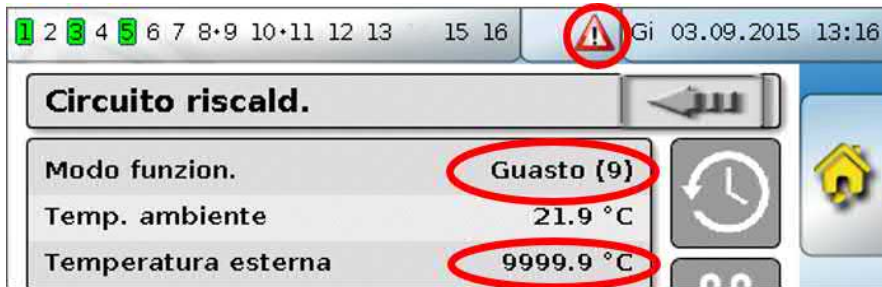 1 2 3 4 5 6 7 8·9 10·11 12 13 15 16 Gi 03.09.2015 13:16
Circuito riscald.
Modo funzion. Guasto (9)
Temp. ambiente 21.9 °C
Temperatura esterna 9999.9 °C